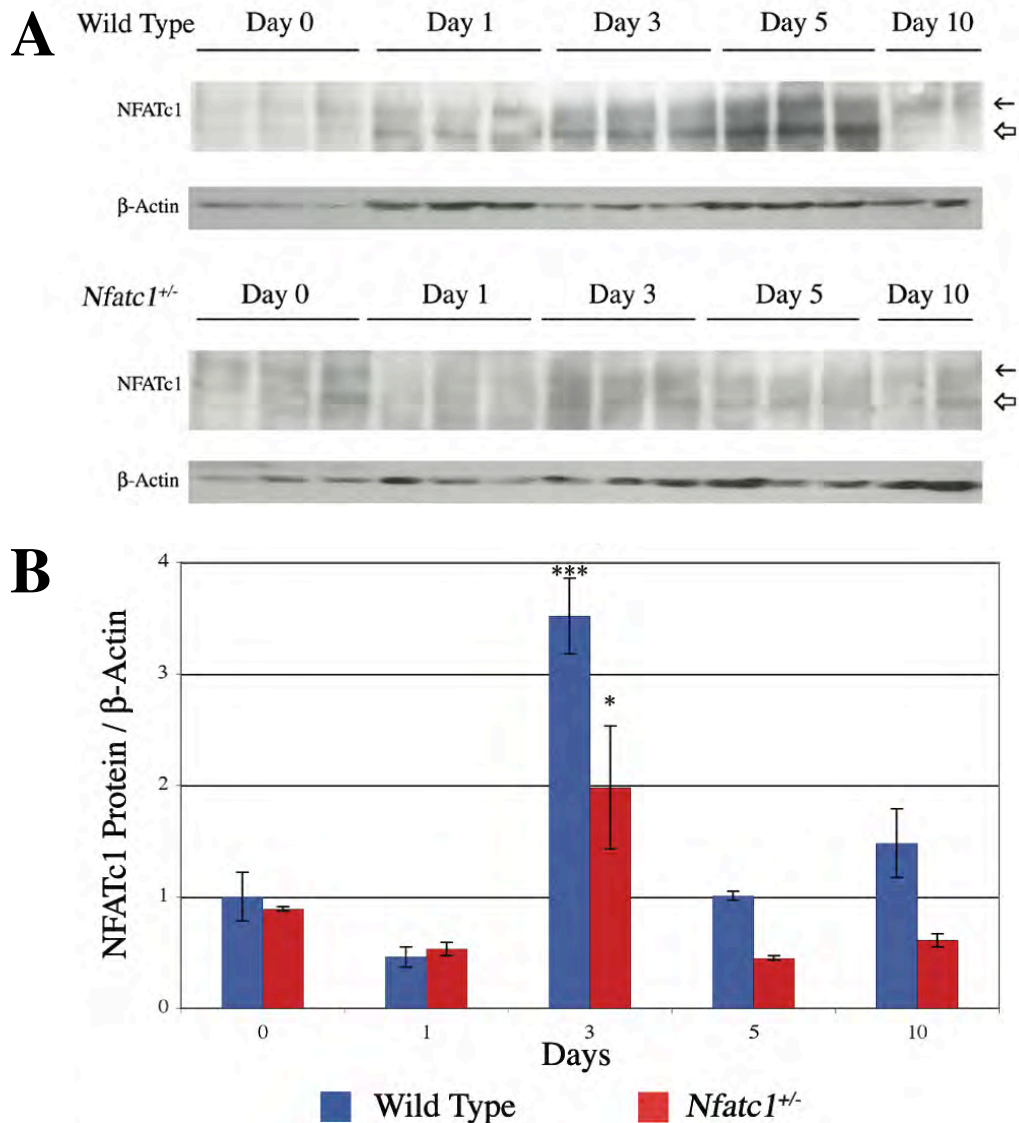 A
Wild Type Day 0 Day 1 Day 3 Day 5 Day 10
NFATc1
β-Actin
Nfatc1+/- Day 0 Day 1 Day 3 Day 5 Day 10
NFATc1
β-Actin
B
NFATc1 Protein / β-Actin
4
3
2
1
0
***
*
0 1 3 5 10
Days
Wild Type Nfatc1+/-